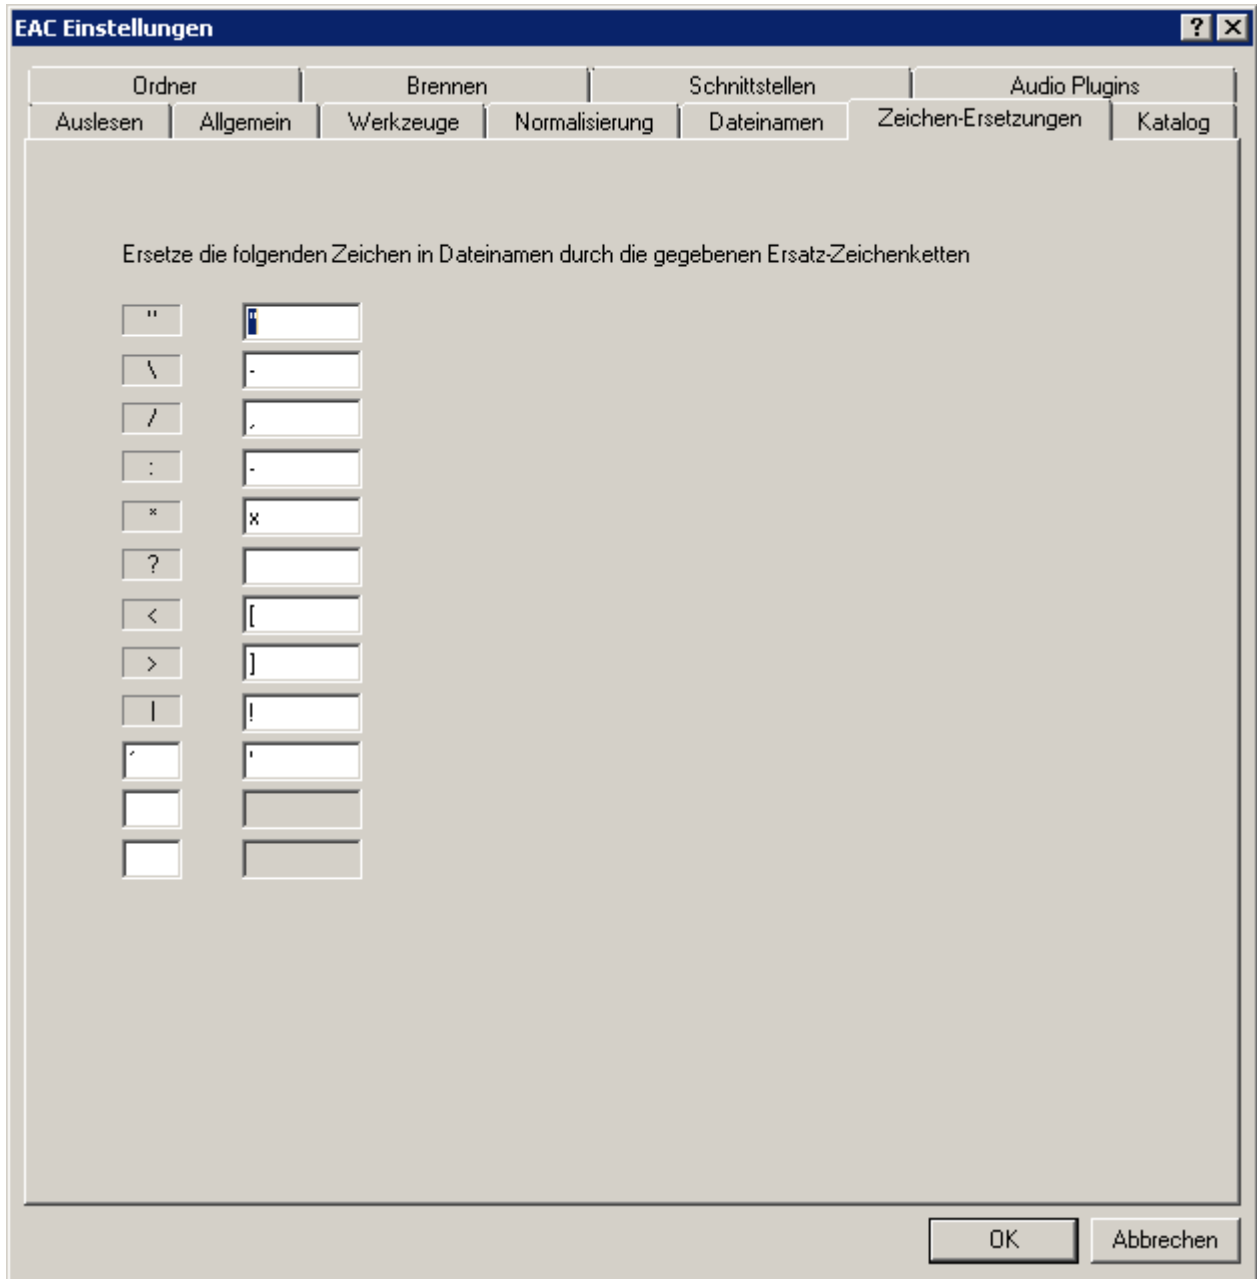 EAC Einstellungen
Ordner Brennen Schnittstellen Audio Plugins
Auslesen Allgemein Werkzeuge Normalisierung Dateinamen Zeichen-Ersetzungen Katalog
Ersetze die folgenden Zeichen in Dateinamen durch die gegebenen Ersatz-Zeichenketten
" "
\ -
/ ,
: -
* x
?
< [
> ]
| !
´ '
OK Abbrechen